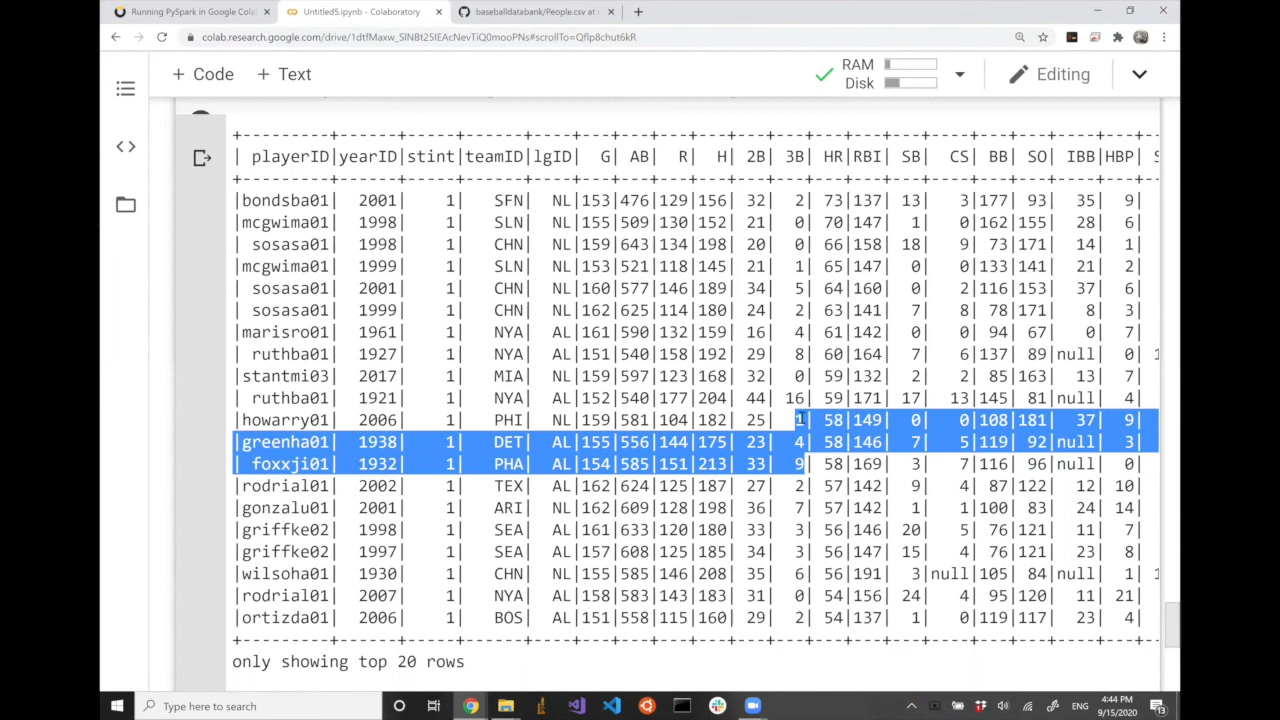 Running PySpark in Google Cola
Untitled5.ipynb - Colaboratory
baseballdatabank/People.csv at
colab.research.google.com/drive/1dtfMaxw_SlNBt25IEAcNevTiQ0mooPNs#scrollTo=Qflp8chut6kR
+ Code + Text RAM Disk Editing
+---------+------+-----+------+----+---+---+---+---+---+---+---+---+---+----+---+---+----+---+--
| playerID|yearID|stint|teamID|lgID| G| AB| R| H| 2B| 3B| HR|RBI| SB| CS| BB| SO| IBB|HBP| S
+---------+------+-----+------+----+---+---+---+---+---+---+---+---+---+----+---+---+----+---+--
|bondsba01| 2001| 1| SFN| NL|153|476|129|156| 32| 2| 73|137| 13| 3|177| 93| 35| 9|
|mcgwima01| 1998| 1| SLN| NL|155|509|130|152| 21| 0| 70|147| 1| 0|162|155| 28| 6|
| sosasa01| 1998| 1| CHN| NL|159|643|134|198| 20| 0| 66|158| 18| 9| 73|171| 14| 1|
|mcgwima01| 1999| 1| SLN| NL|153|521|118|145| 21| 1| 65|147| 0| 0|133|141| 21| 2|
| sosasa01| 2001| 1| CHN| NL|160|577|146|189| 34| 5| 64|160| 0| 2|116|153| 37| 6|
| sosasa01| 1999| 1| CHN| NL|162|625|114|180| 24| 2| 63|141| 7| 8| 78|171| 8| 3|
|marisro01| 1961| 1| NYA| AL|161|590|132|159| 16| 4| 61|142| 0| 0| 94| 67| 0| 7|
| ruthba01| 1927| 1| NYA| AL|151|540|158|192| 29| 8| 60|164| 7| 6|137| 89|null| 0| 1
|stantmi03| 2017| 1| MIA| NL|159|597|123|168| 32| 0| 59|132| 2| 2| 85|163| 13| 7|
| ruthba01| 1921| 1| NYA| AL|152|540|177|204| 44| 16| 59|171| 17| 13|145| 81|null| 4|
|howarry01| 2006| 1| PHI| NL|159|581|104|182| 25| 1| 58|149| 0| 0|108|181| 37| 9|
|greenha01| 1938| 1| DET| AL|155|556|144|175| 23| 4| 58|146| 7| 5|119| 92|null| 3|
| foxxji01| 1932| 1| PHA| AL|154|585|151|213| 33| 9| 58|169| 3| 7|116| 96|null| 0|
|rodrial01| 2002| 1| TEX| AL|162|624|125|187| 27| 2| 57|142| 9| 4| 87|122| 12| 10|
|gonzalu01| 2001| 1| ARI| NL|162|609|128|198| 36| 7| 57|142| 1| 1|100| 83| 24| 14|
|griffke02| 1998| 1| SEA| AL|161|633|120|180| 33| 3| 56|146| 20| 5| 76|121| 11| 7|
|griffke02| 1997| 1| SEA| AL|157|608|125|185| 34| 3| 56|147| 15| 4| 76|121| 23| 8|
|wilsoha01| 1930| 1| CHN| NL|155|585|146|208| 35| 6| 56|191| 3|null|105| 84|null| 1| 1
|rodrial01| 2007| 1| NYA| AL|158|583|143|183| 31| 0| 54|156| 24| 4| 95|120| 11| 21|
|ortizda01| 2006| 1| BOS| AL|151|558|115|160| 29| 2| 54|137| 1| 0|119|117| 23| 4|
+---------+------+-----+------+----+---+---+---+---+---+---+---+---+---+----+---+---+----+---+--
only showing top 20 rows
Type here to search
ENG
4:44 PM
9/15/2020
13